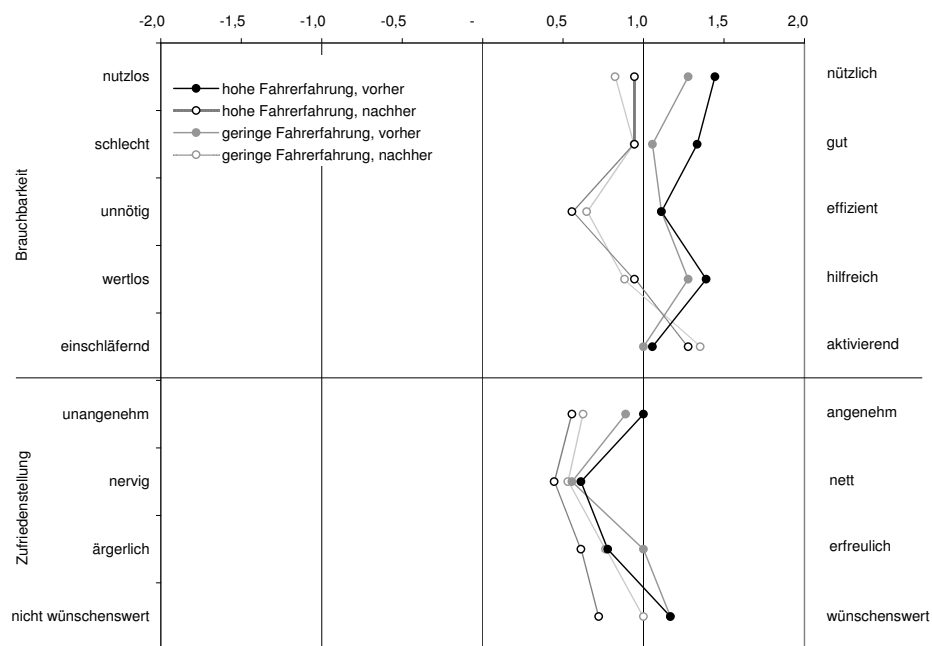 -2,0 -1,5 -1,0 -0,5 - 0,5 1,0 1,5 2,0
nutzlos nützlich
hohe Fahrerfahrung, vorher
hohe Fahrerfahrung, nachher
geringe Fahrerfahrung, vorher
geringe Fahrerfahrung, nachher
schlecht gut
Brauchbarkeit
unnötig effizient
wertlos hilfreich
einschläfernd aktivierend
unangenehm angenehm
Zufriedenstellung
nervig nett
ärgerlich erfreulich
nicht wünschenswert wünschenswert